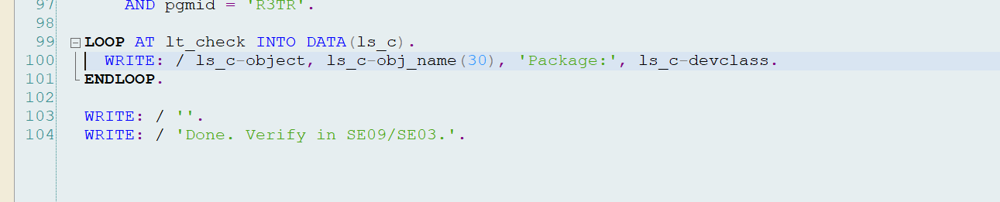 97 AND pgmid = 'R3TR'.
98
99 LOOP AT lt_check INTO DATA(ls_c).
100 WRITE: / ls_c-object, ls_c-obj_name(30), 'Package:', ls_c-devclass.
101 ENDLOOP.
102
103 WRITE: / ''.
104 WRITE: / 'Done. Verify in SE09/SE03.'.